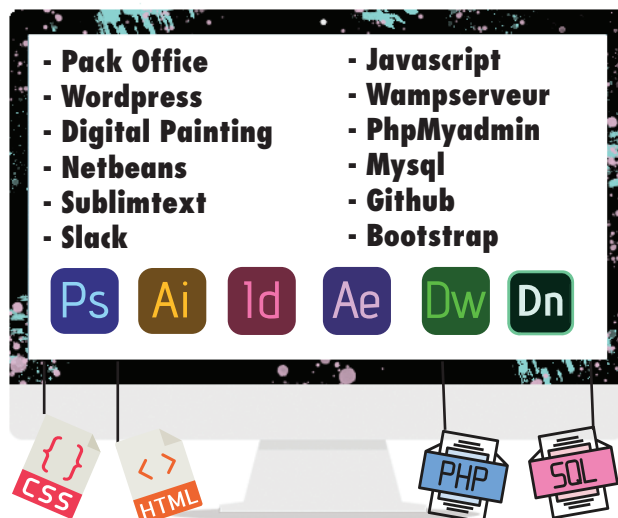 - Pack Office
- Wordpress
- Digital Painting
- Netbeans
- Sublimtext
- Slack
- Javascript
- Wampserveur
- PhpMyadmin
- Mysql
- Github
- Bootstrap
Ps Ai Id Ae Dw Dn
{ }
CSS
< >
HTML
PHP
SQL